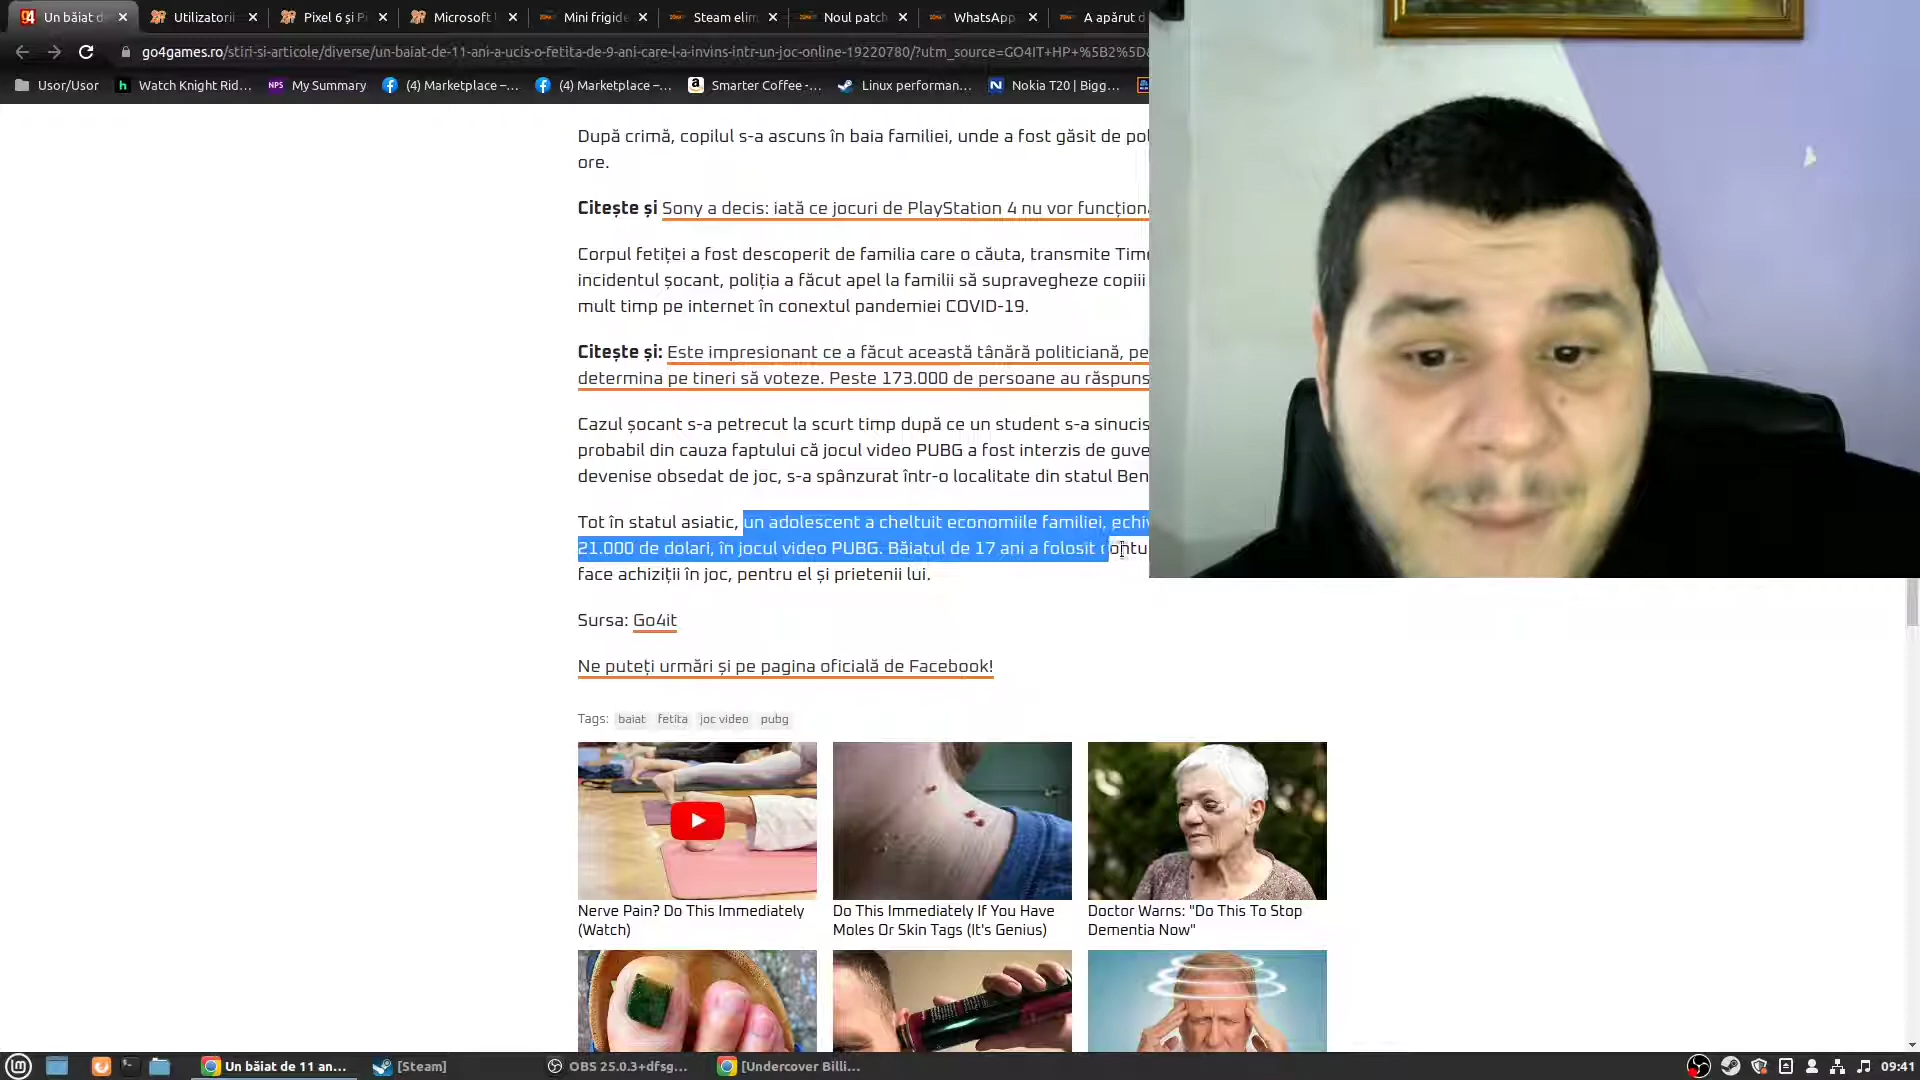 Un băiat d
Utilizatorii
Pixel 6 și P
Microsoft
Mini frigide
Steam elim
Noul patch
WhatsApp
A apărut d
go4games.ro/stiri-si-articole/diverse/un-baiat-de-11-ani-a-ucis-o-fetita-de-9-ani-care-l-a-invins-intr-un-joc-online-19220780/?utm_source=GO4IT+HP+%5B2%5D&
Usor/Usor
Watch Knight Rid...
NPS My Summary
(4) Marketplace –...
(4) Marketplace –...
Smarter Coffee -...
Linux performan...
Nokia T20 | Bigg...
După crimă, copilul s-a ascuns în baia familiei, unde a fost găsit de pol
ore.
Citește și Sony a decis: iată ce jocuri de PlayStation 4 nu vor funcționa
Corpul fetiței a fost descoperit de familia care o căuta, transmite Time
incidentul șocant, poliția a făcut apel la familii să supravegheze copiii
mult timp pe internet în conextul pandemiei COVID-19.
Citește și: Este impresionant ce a făcut această tânără politiciană, pe
determina pe tineri să voteze. Peste 173.000 de persoane au răspuns
Cazul șocant s-a petrecut la scurt timp după ce un student s-a sinucis
probabil din cauza faptului că jocul video PUBG a fost interzis de guve
devenise obsedat de joc, s-a spânzurat într-o localitate din statul Ben
Tot în statul asiatic, un adolescent a cheltuit economiile familiei, echiv
21.000 de dolari, în jocul video PUBG. Băiatul de 17 ani a folosit contu
face achiziții în joc, pentru el și prietenii lui.
Sursa: Go4it
Ne puteți urmări și pe pagina oficială de Facebook!
Tags: baiat fetita joc video pubg
Nerve Pain? Do This Immediately
(Watch)
Do This Immediately If You Have
Moles Or Skin Tags (It's Genius)
Doctor Warns: "Do This To Stop
Dementia Now"
Un băiat de 11 an...
[Steam]
OBS 25.0.3+dfsg...
[Undercover Billi...
09:41